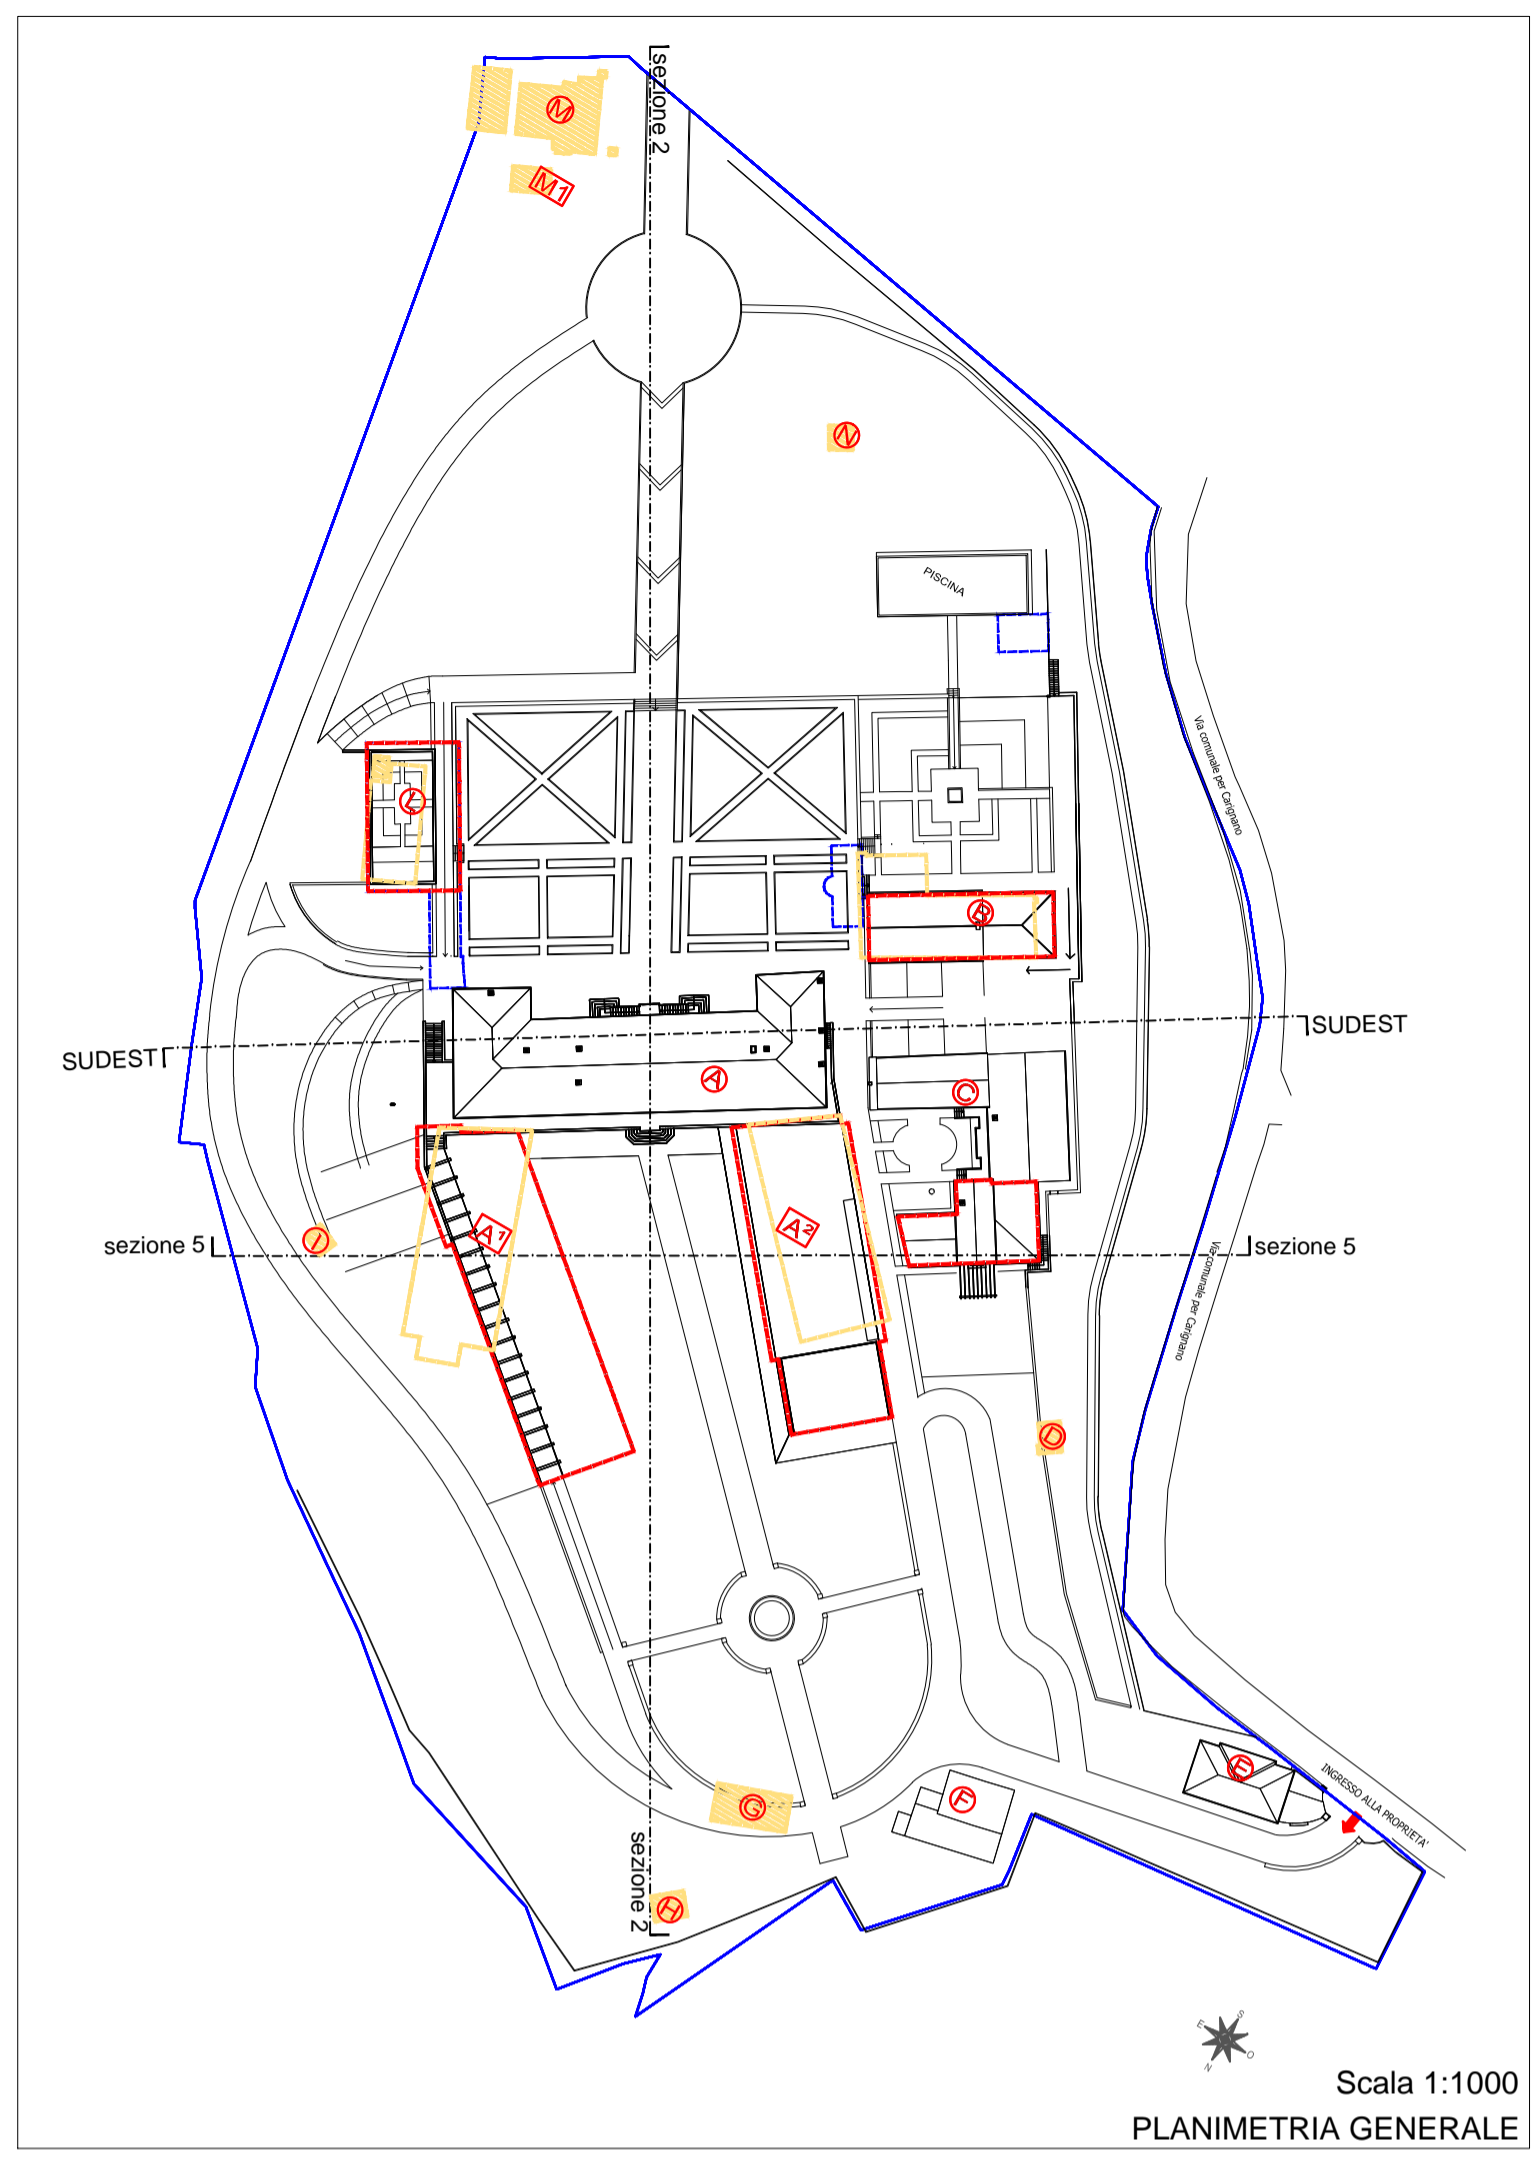 sezione 2
M
M1
N
PISCINA
Via comunale per Carignano
L
B
SUDEST
SUDEST
A
C
A1
A2
I
sezione 5
sezione 5
Via comunale per Carignano
D
E
INGRESSO ALLA PROPRIETA'
F
G
sezione 2
H
S
E
O
N
Scala 1:1000
PLANIMETRIA GENERALE